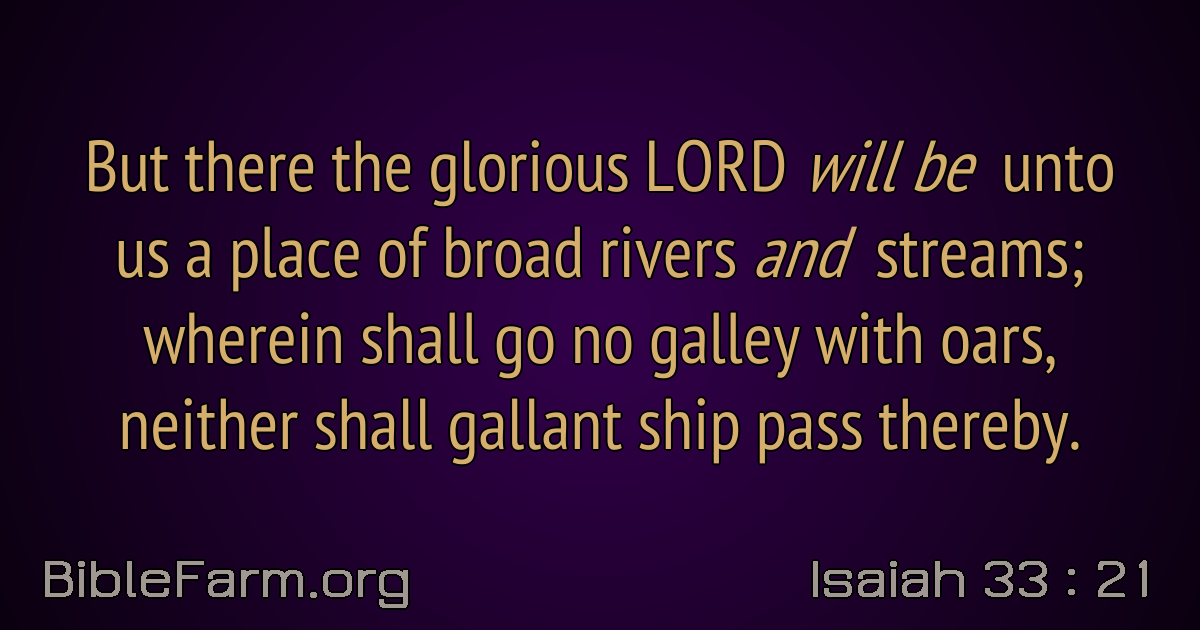 But there the glorious LORD will be unto
us a place of broad rivers and streams;
wherein shall go no galley with oars,
neither shall gallant ship pass thereby.
BibleFarm.org
Isaiah 33 : 21